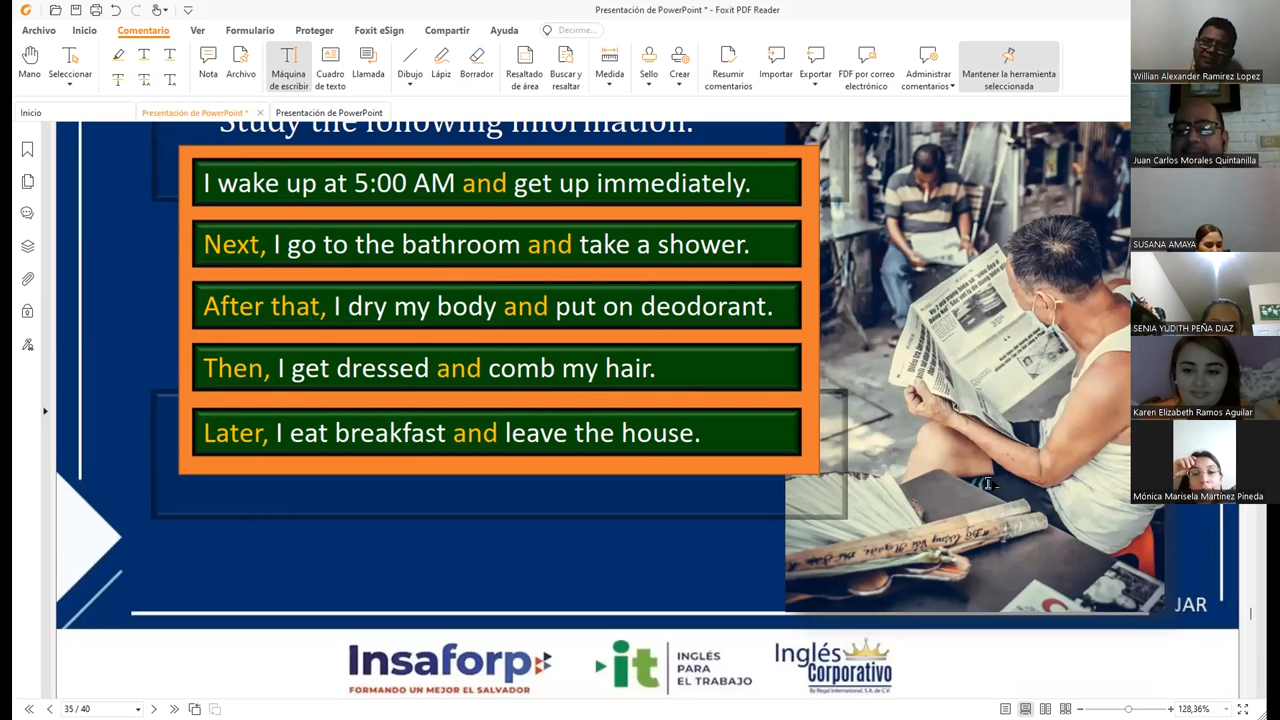 Presentación de PowerPoint * - Foxit PDF Reader
Archivo Inicio Comentario Ver Formulario Proteger Foxit eSign Compartir Ayuda Decirme...
Mano Seleccionar Nota Archivo Máquina de escribir Cuadro de texto Llamada Dibujo Lápiz Borrador Resaltado de área Buscar y resaltar Medida Sello Crear Resumir comentarios Importar Exportar PDF por correo electrónico Administrar comentarios Mantener la herramienta seleccionada
Inicio Presentación de PowerPoint * Presentación de PowerPoint
Study the following information.
I wake up at 5:00 AM and get up immediately.
Next, I go to the bathroom and take a shower.
After that, I dry my body and put on deodorant.
Then, I get dressed and comb my hair.
Later, I eat breakfast and leave the house.
JAR
Insaforp
FORMANDO UN MEJOR EL SALVADOR
it
INGLÉS
PARA
EL TRABAJO
Inglés
Corporativo
By Regal International, S.A. de C.V.
35 / 40
128,36%
Willian Alexander Ramirez Lopez
Juan Carlos Morales Quintanilla
SUSANA AMAYA
SENIA YUDITH PEÑA DIAZ
Karen Elizabeth Ramos Aguilar
Mónica Marisela Martínez Pineda